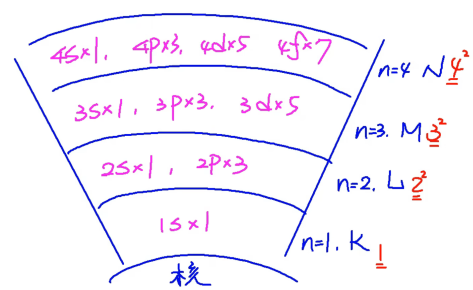 4s×1, 4p×3, 4d×5 4f×7
n=4 N 4²
3s×1, 3p×3. 3d×5
n=3. M 3²
2s×1, 2p×3
n=2. L 2²
1s×1
n=1. K 1
核